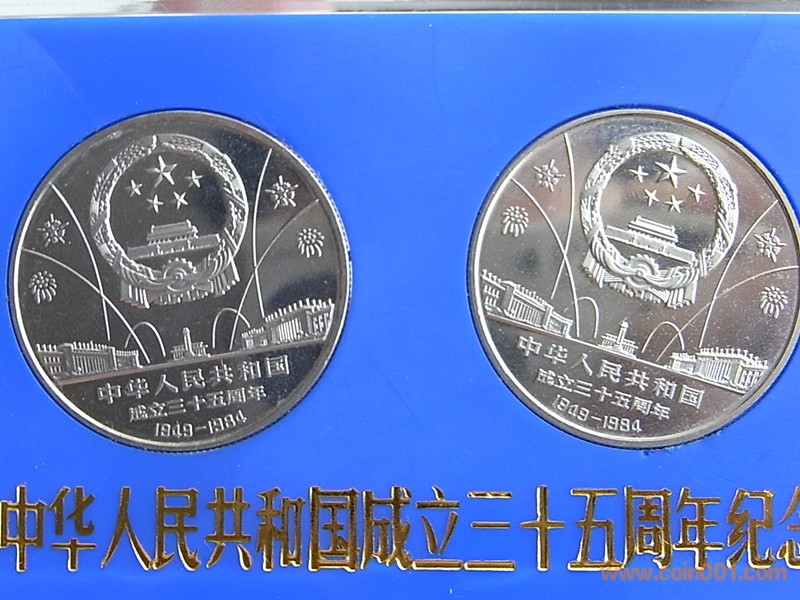 中华人民共和国
成立三十五周年
1949-1984
中华人民共和国
成立三十五周年
1949-1984
中华人民共和国成立三十五周年纪念
www.coin001.com